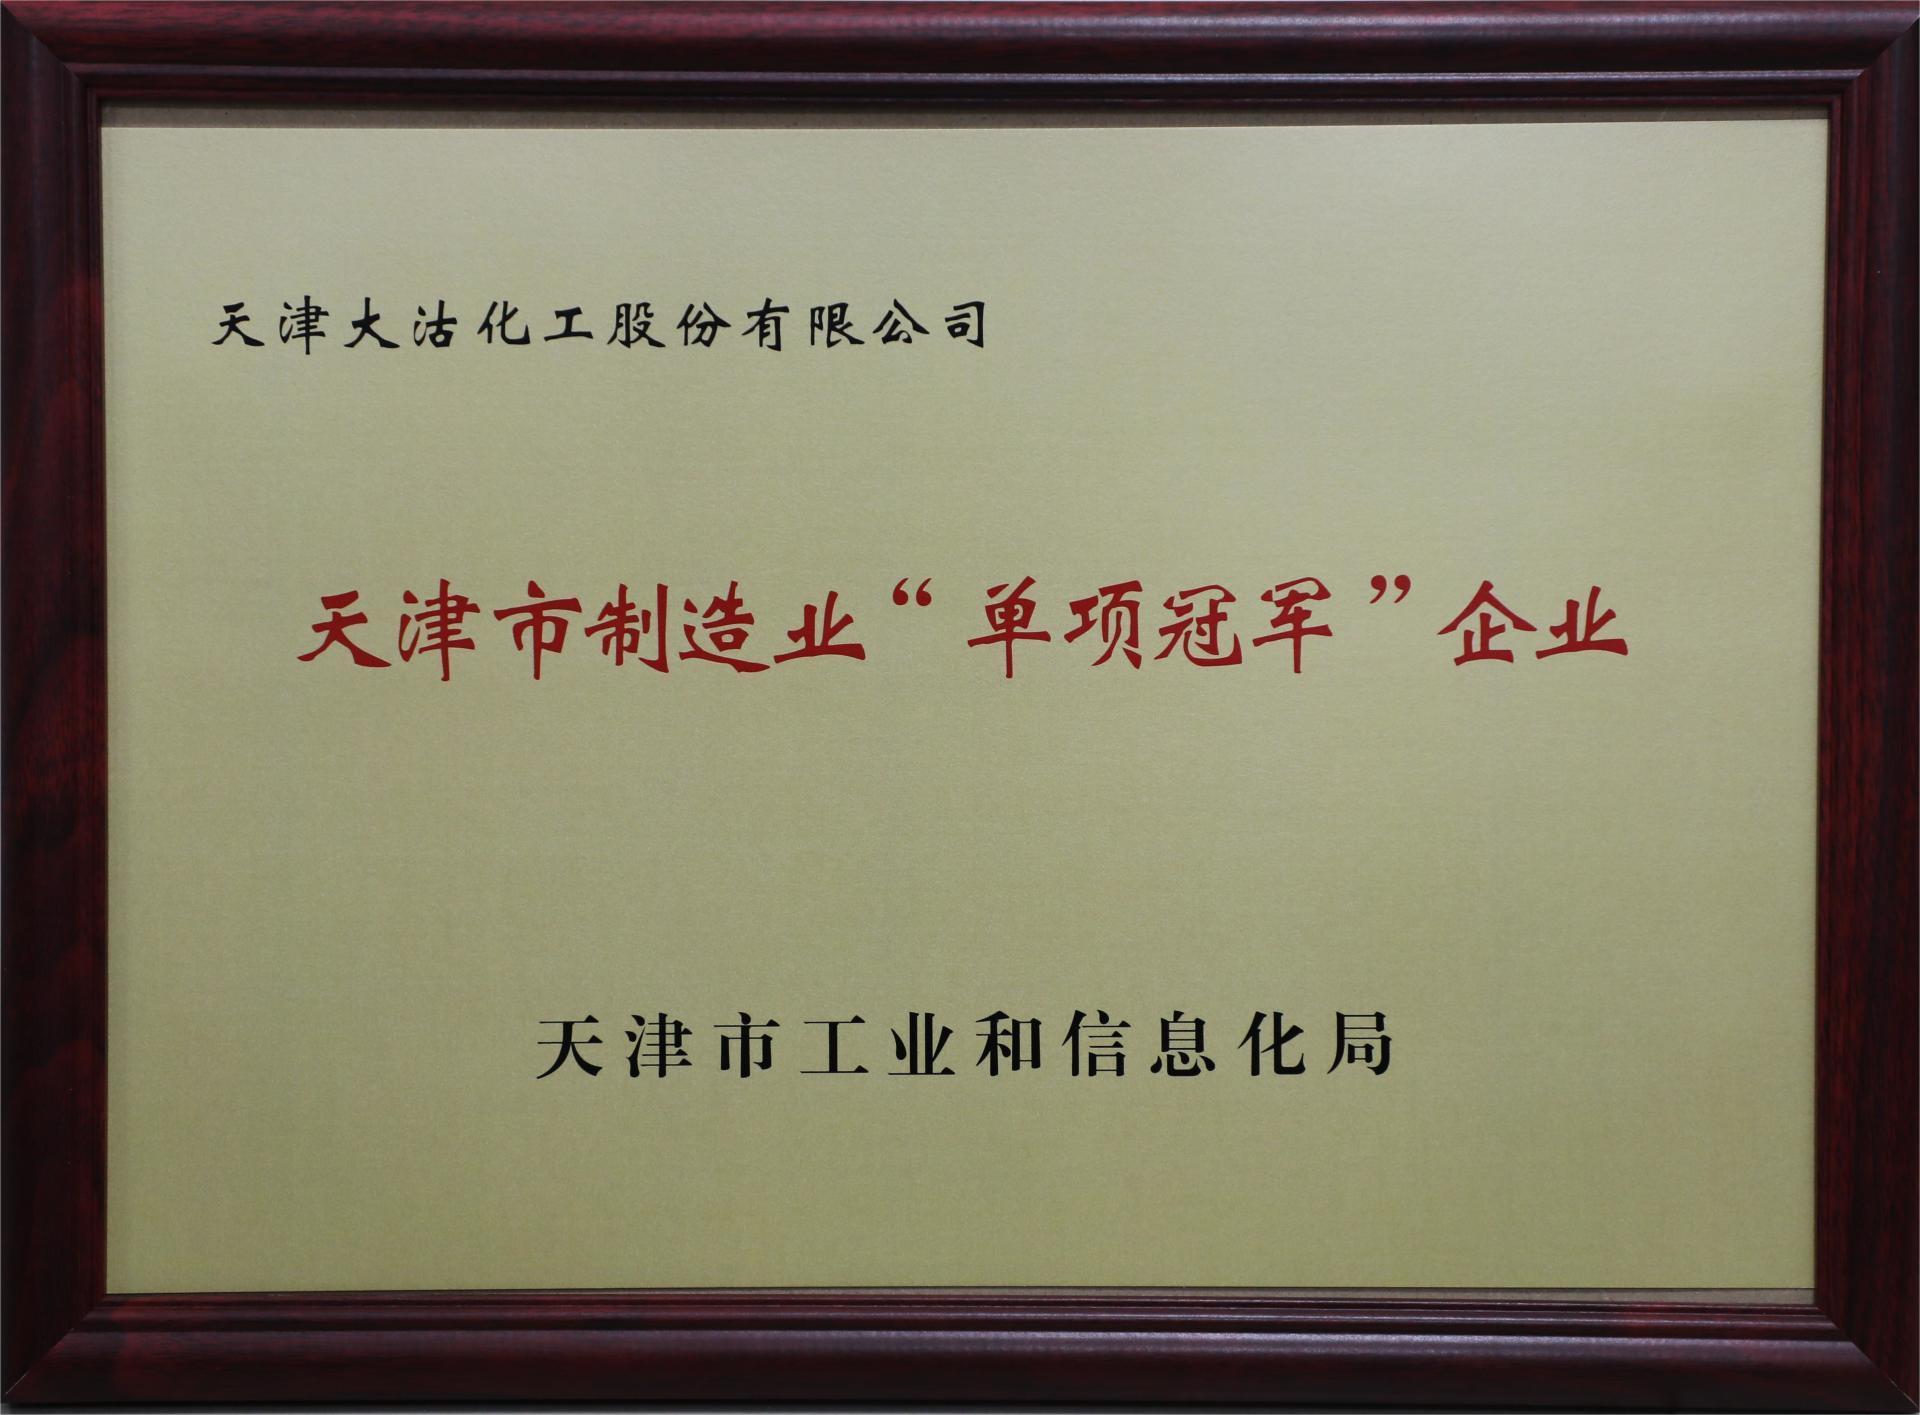 天津大沽化工股份有限公司
天津市制造业“单项冠军”企业
天津市工业和信息化局